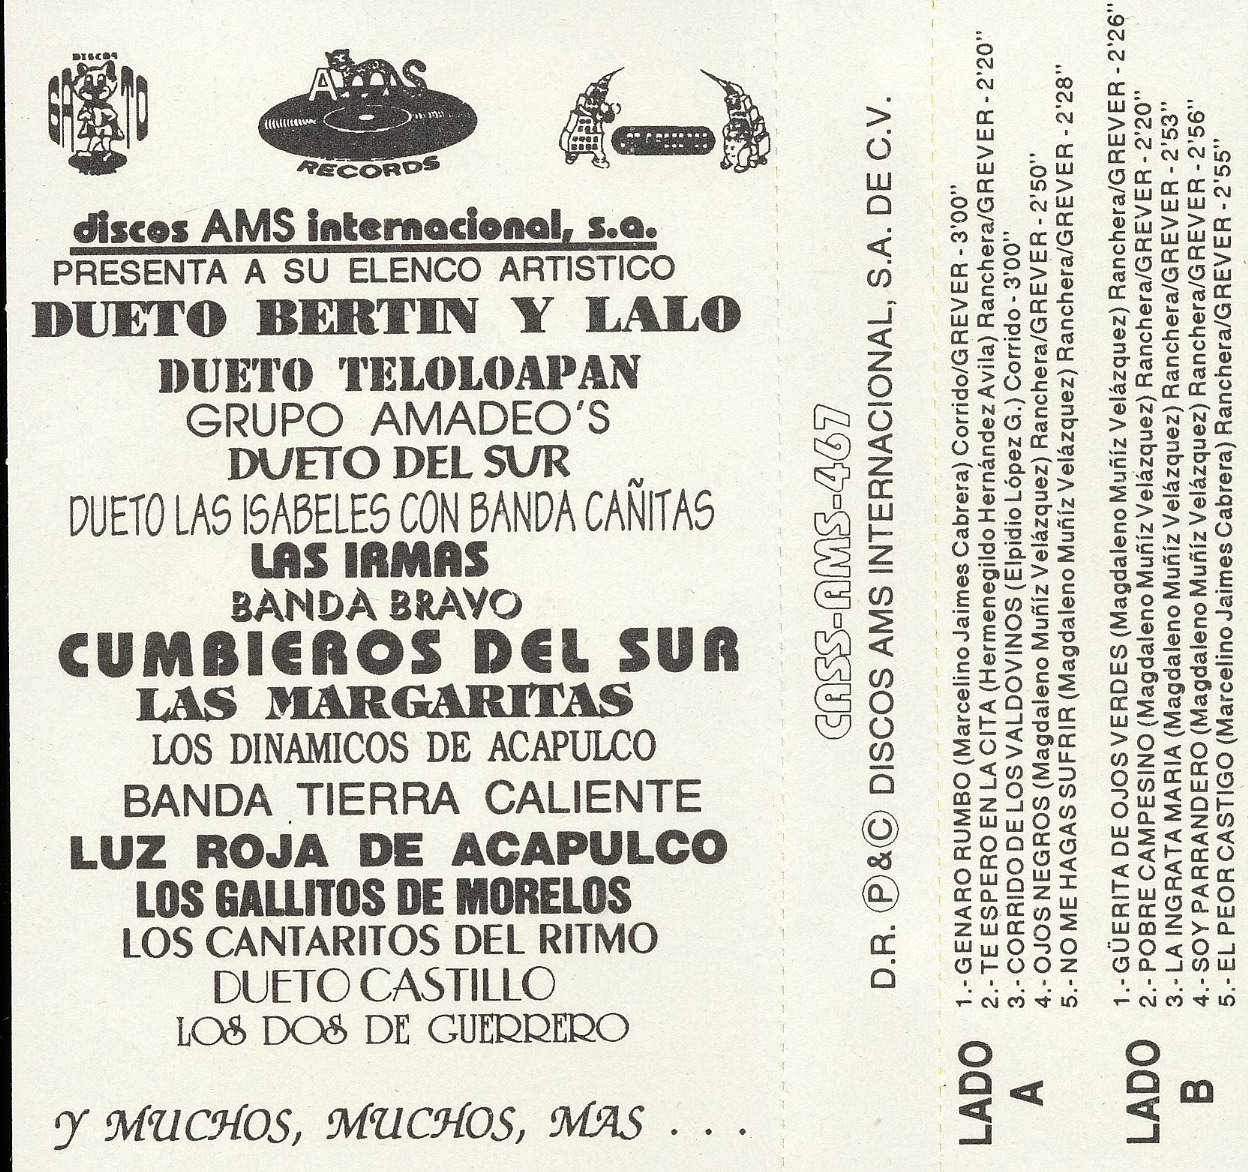 DISCOS
GATO
AMS
RECORDS
discos AMS internacional, s.a.
PRESENTA A SU ELENCO ARTISTICO
DUETO BERTIN Y LALO
DUETO TELOLOAPAN
GRUPO AMADEO'S
DUETO DEL SUR
DUETO LAS ISABELES CON BANDA CAÑITAS
LAS IRMAS
BANDA BRAVO
CUMBIEROS DEL SUR
LAS MARGARITAS
LOS DINAMICOS DE ACAPULCO
BANDA TIERRA CALIENTE
LUZ ROJA DE ACAPULCO
LOS GALLITOS DE MORELOS
LOS CANTARITOS DEL RITMO
DUETO CASTILLO
LOS DOS DE GUERRERO
Y MUCHOS, MUCHOS, MAS . . .
CASS-AMS-467
D.R. Ⓟ&Ⓒ DISCOS AMS INTERNACIONAL, S.A. DE C.V.
LADO
A
1.- GENARO RUMBO (Marcelino Jaimes Cabrera) Corrido/GREVER - 3'00"
2.- TE ESPERO EN LA CITA (Hermenegildo Hernández Avila) Ranchera/GREVER - 2'20"
3.- CORRIDO DE LOS VALDOVINOS (Elpidio López G.) Corrido - 3'00"
4.- OJOS NEGROS (Magdaleno Muñíz Velázquez) Ranchera/GREVER - 2'50"
5.- NO ME HAGAS SUFRIR (Magdaleno Muñíz Velázquez) Ranchera/GREVER - 2'28"
LADO
B
1.- GÜERITA DE OJOS VERDES (Magdaleno Muñíz Velázquez) Ranchera/GREVER - 2'26"
2.- POBRE CAMPESINO (Magdaleno Muñíz Velázquez) Ranchera/GREVER - 2'20"
3.- LA INGRATA MARIA (Magdaleno Muñíz Velázquez) Ranchera/GREVER - 2'53"
4.- SOY PARRANDERO (Magdaleno Muñíz Velázquez) Ranchera/GREVER - 2'56"
5.- EL PEOR CASTIGO (Marcelino Jaimes Cabrera) Ranchera/GREVER - 2'55"